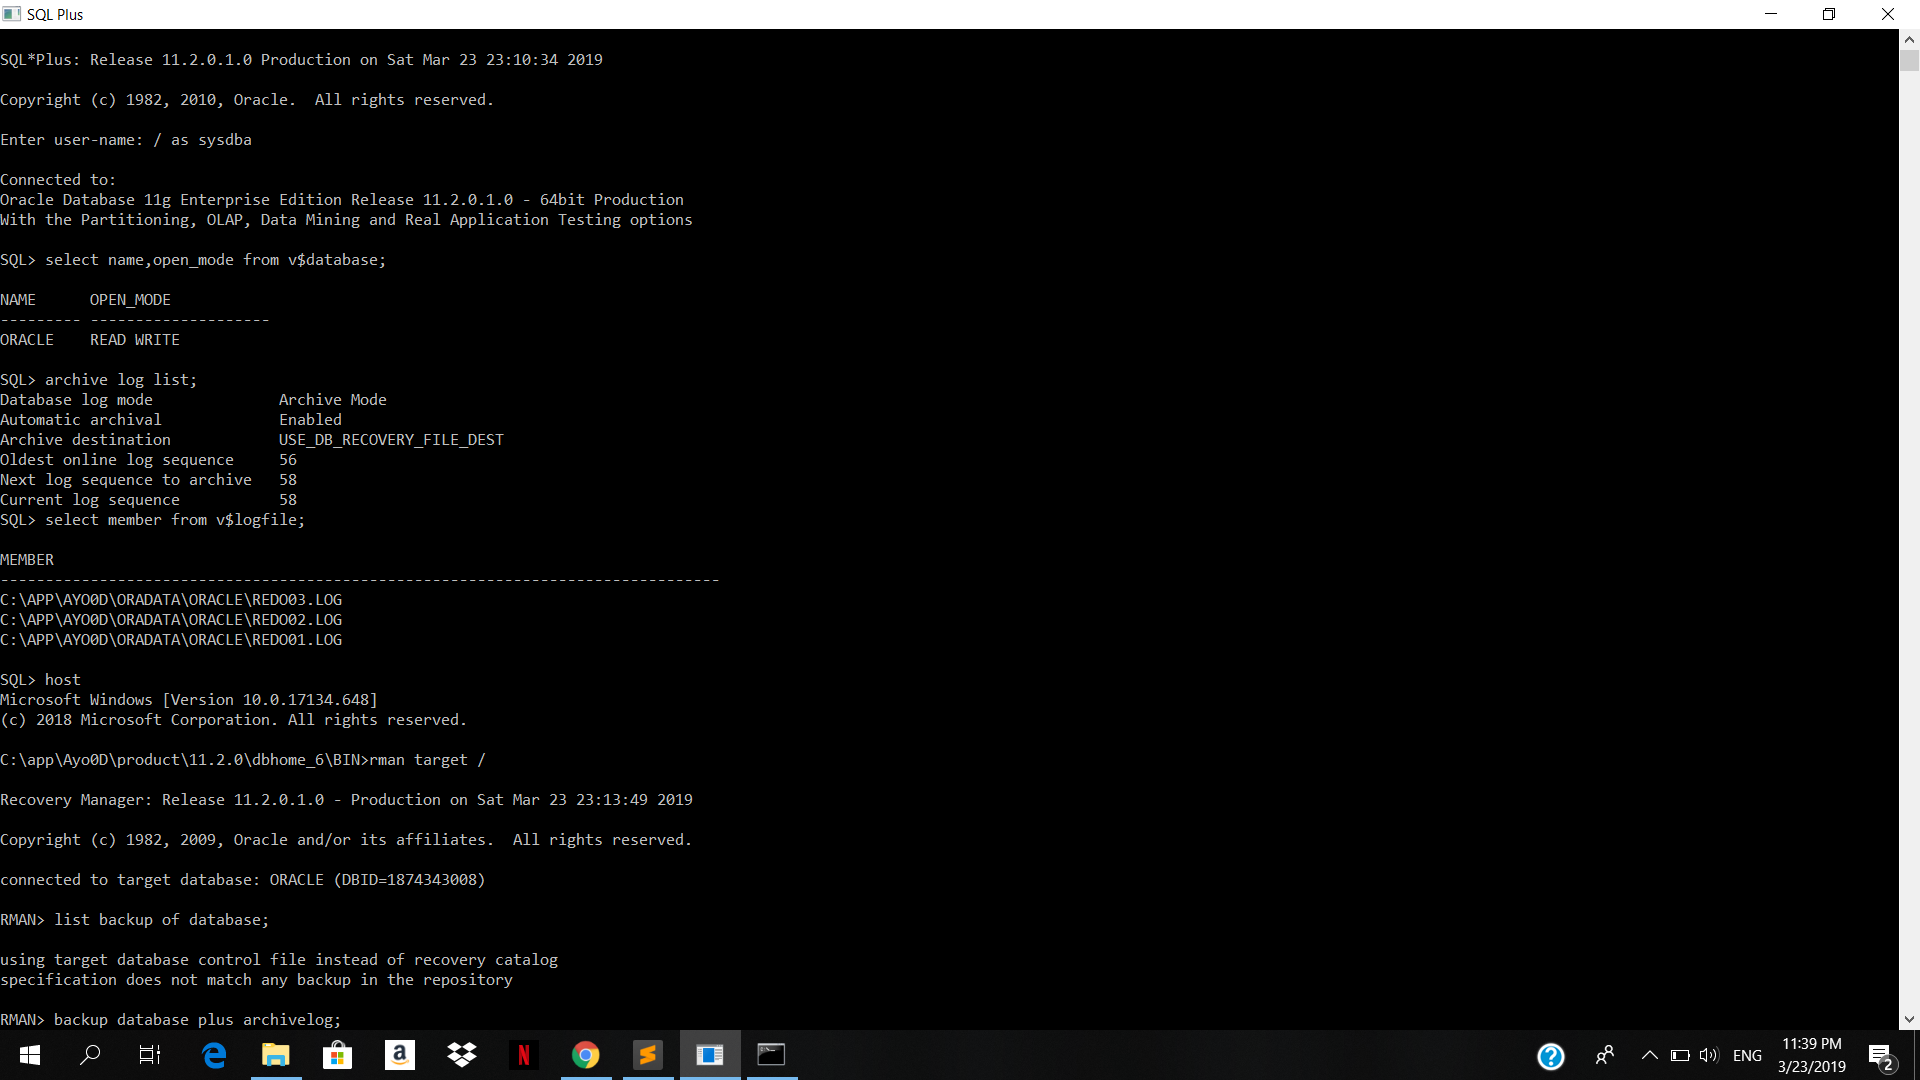 SQL Plus
SQL*Plus: Release 11.2.0.1.0 Production on Sat Mar 23 23:10:34 2019
Copyright (c) 1982, 2010, Oracle.  All rights reserved.
Enter user-name: / as sysdba
Connected to:
Oracle Database 11g Enterprise Edition Release 11.2.0.1.0 - 64bit Production
With the Partitioning, OLAP, Data Mining and Real Application Testing options
SQL> select name,open_mode from v$database;
NAME      OPEN_MODE
--------- --------------------
ORACLE    READ WRITE
SQL> archive log list;
Database log mode              Archive Mode
Automatic archival             Enabled
Archive destination            USE_DB_RECOVERY_FILE_DEST
Oldest online log sequence     56
Next log sequence to archive   58
Current log sequence           58
SQL> select member from v$logfile;
MEMBER
--------------------------------------------------------------------------------
C:\APP\AYO0D\ORADATA\ORACLE\REDO03.LOG
C:\APP\AYO0D\ORADATA\ORACLE\REDO02.LOG
C:\APP\AYO0D\ORADATA\ORACLE\REDO01.LOG
SQL> host
Microsoft Windows [Version 10.0.17134.648]
(c) 2018 Microsoft Corporation. All rights reserved.
C:\app\Ayo0D\product\11.2.0\dbhome_6\BIN>rman target /
Recovery Manager: Release 11.2.0.1.0 - Production on Sat Mar 23 23:13:49 2019
Copyright (c) 1982, 2009, Oracle and/or its affiliates.  All rights reserved.
connected to target database: ORACLE (DBID=1874343008)
RMAN> list backup of database;
using target database control file instead of recovery catalog
specification does not match any backup in the repository
RMAN> backup database plus archivelog;
ENG
11:39 PM
3/23/2019
2